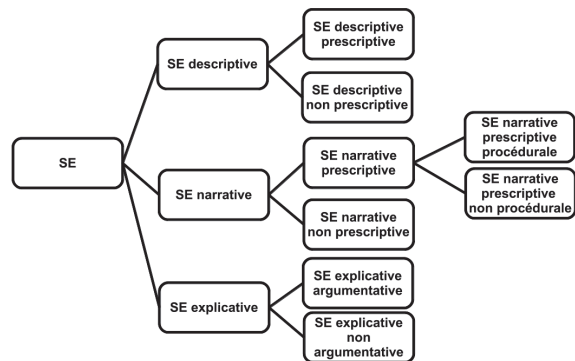 SE
SE descriptive
SE descriptive
prescriptive
SE descriptive
non prescriptive
SE narrative
SE narrative
prescriptive
SE narrative
prescriptive
procédurale
SE narrative
prescriptive
non procédurale
SE narrative
non prescriptive
SE explicative
SE explicative
argumentative
SE explicative
non
argumentative